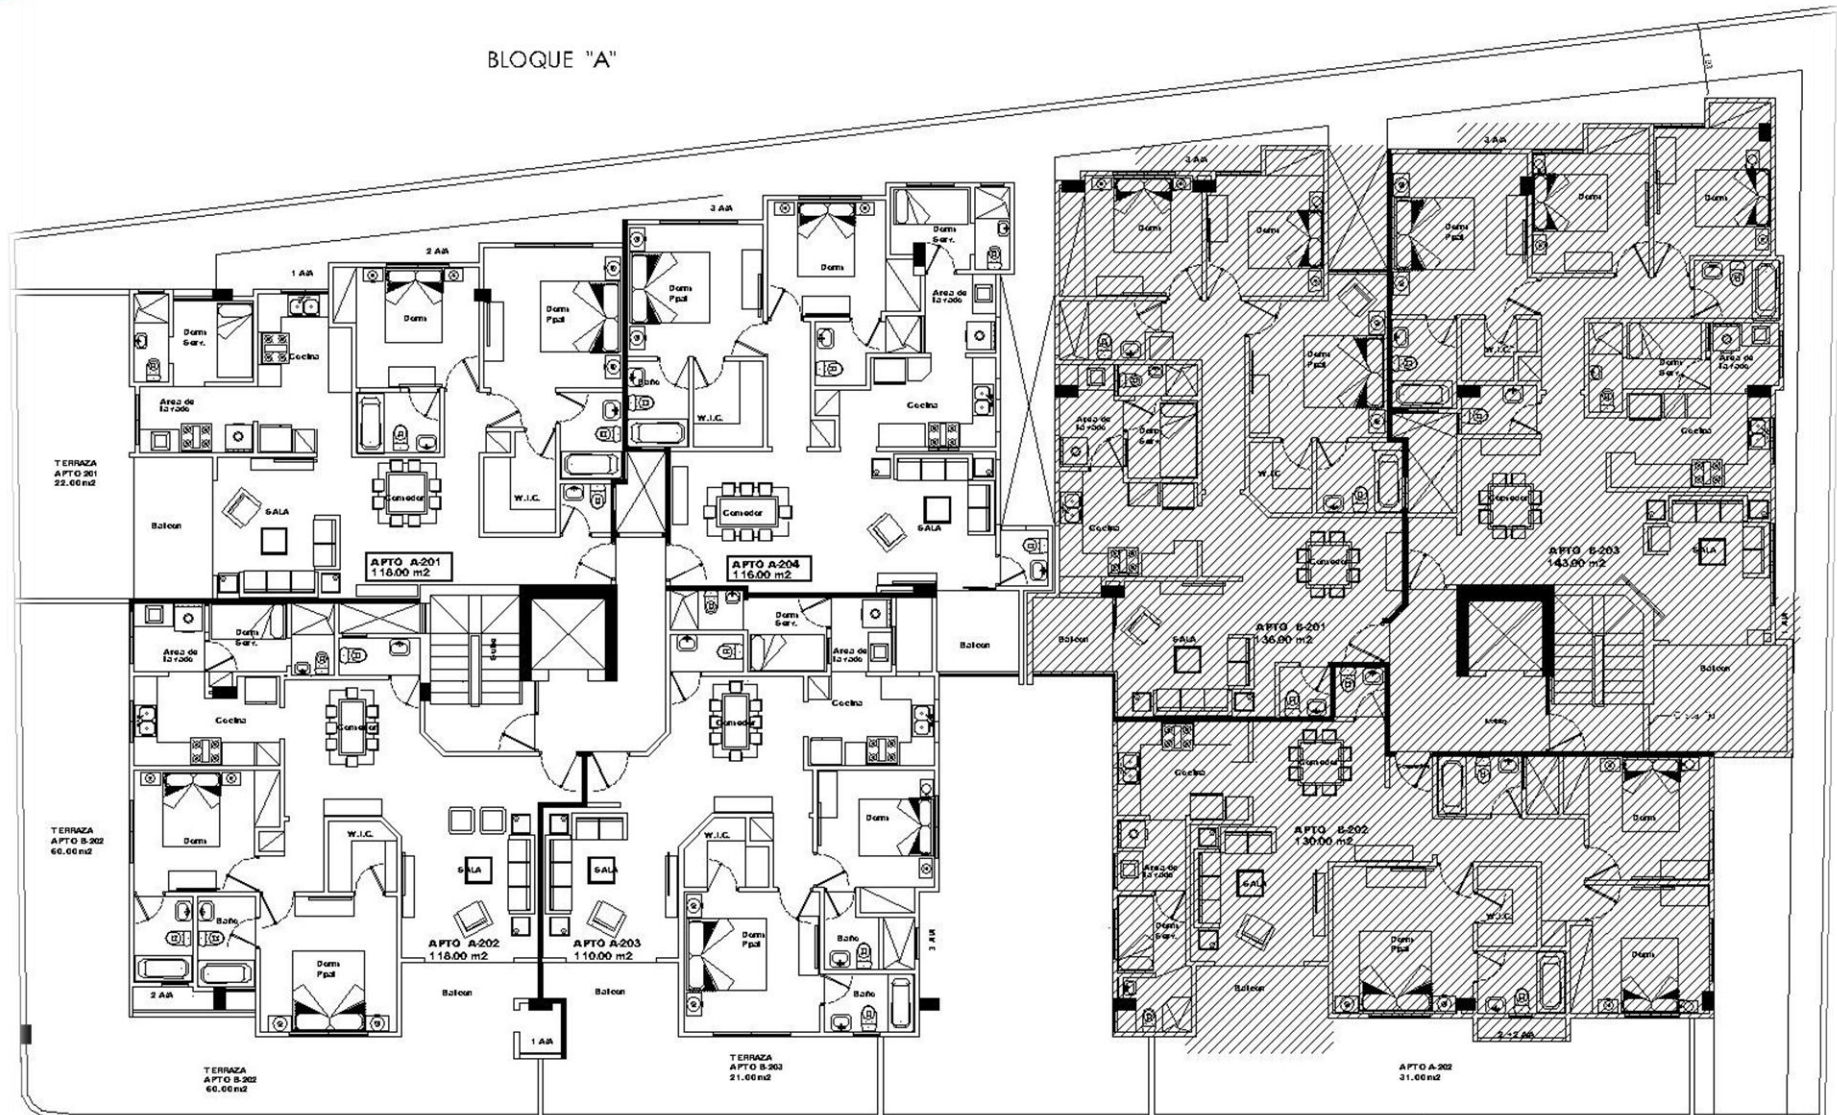 BLOQUE "A"
1.23
3 A/A
3 A/A
3 A/A
2 A/A
1 A/A
Dorm
Serv.
Dorm
Dorm
Ppal
Dorm
Ppal
Dorm
Dorm
Serv.
Area de
lavado
Cocina
Area de
lavado
Baño
W.I.C.
Cocina
TERRAZA
APTO 201
22.00m2
Balcon
SALA
Comedor
W.I.C.
Comedor
SALA
APTO A-201
118.00 m2
APTO A-204
116.00 m2
Dorm
Dorm
Dorm
Ppal
Area de
lavado
Dorm
Serv
W.I.C.
Cocina
Comedor
Balcon
SALA
APTO B-201
136.00 m2
Dorm
Ppal
Dorm
Dorm
W.I.C.
Dorm
Serv.
Area de
lavado
Cocina
Comedor
SALA
APTO B-203
143.00 m2
1 A/A
Balcon
Dorm
Serv.
Area de
lavado
Sube
Cocina
Comedor
Dorm
Serv.
Area de
lavado
Balcon
Comedor
Cocina
TERRAZA
APTO B-202
60.00m2
Dorm
W.I.C.
SALA
SALA
W.I.C.
Dorm
Baño
Dorm
Ppal
APTO A-202
118.00 m2
APTO A-203
110.00 m2
Dorm
Ppal
Baño
3 A/A
2 A/A
Balcon
Balcon
Baño
1 A/A
Cocina
Comedor
APTO B-202
130.00 m2
Dorm
Area de
lavado
SALA
W.I.C.
Dorm
Serv.
Dorm
Ppal
Dorm
Balcon
2 +2 A/A
TERRAZA
APTO B-202
60.00m2
TERRAZA
APTO B-203
21.00m2
APTO A-202
31.00m2